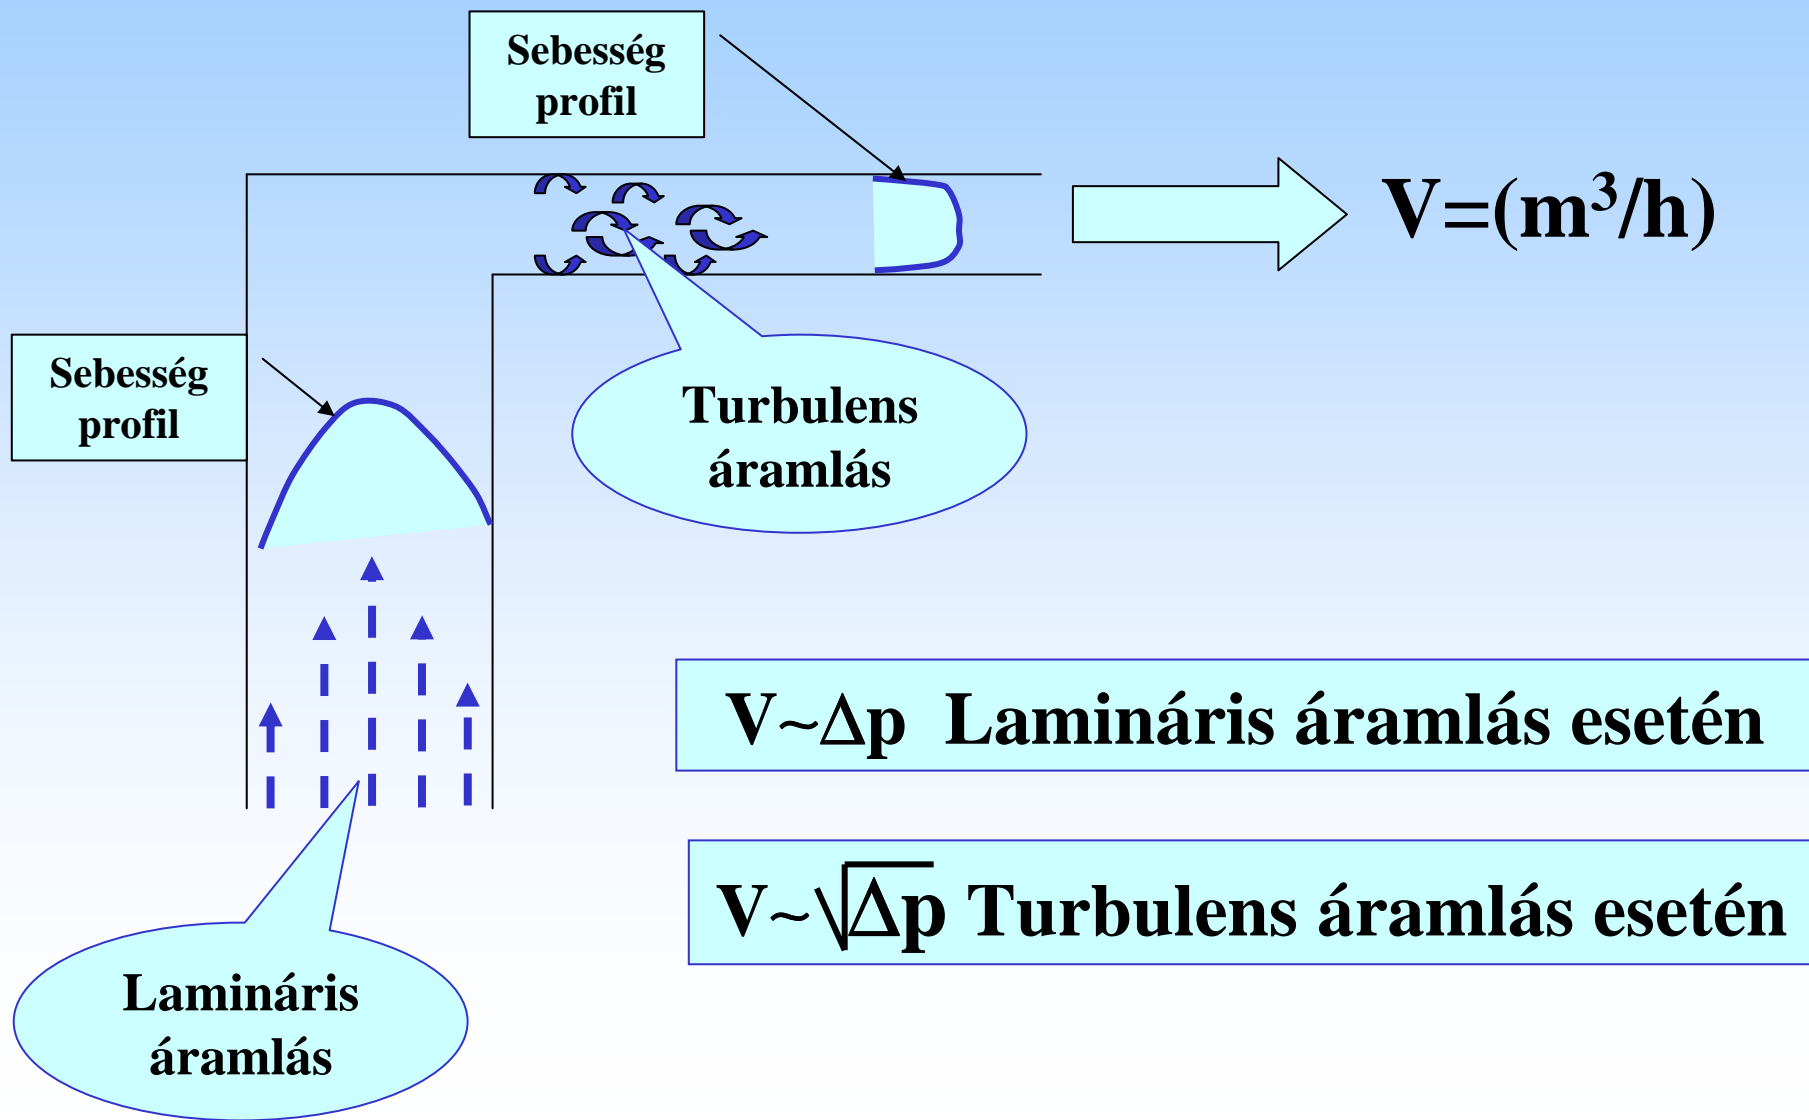 Sebesség
profil
V=(m³/h)
Sebesség
profil
Turbulens
áramlás
V~Δp Lamináris áramlás esetén
V~√Δp Turbulens áramlás esetén
Lamináris
áramlás